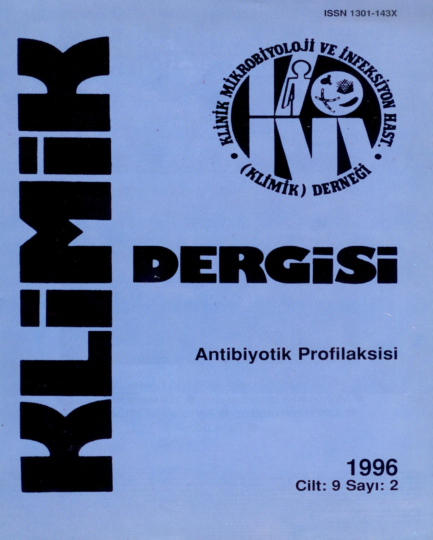 ISSN 1301-143X
KLİNİK MİKROBİYOLOJİ VE İNFEKSİYON HAST.
(KLİMİK) DERNEĞİ
KLİMİK
DERGİSİ
Antibiyotik Profilaksisi
1996
Cilt: 9 Sayı: 2